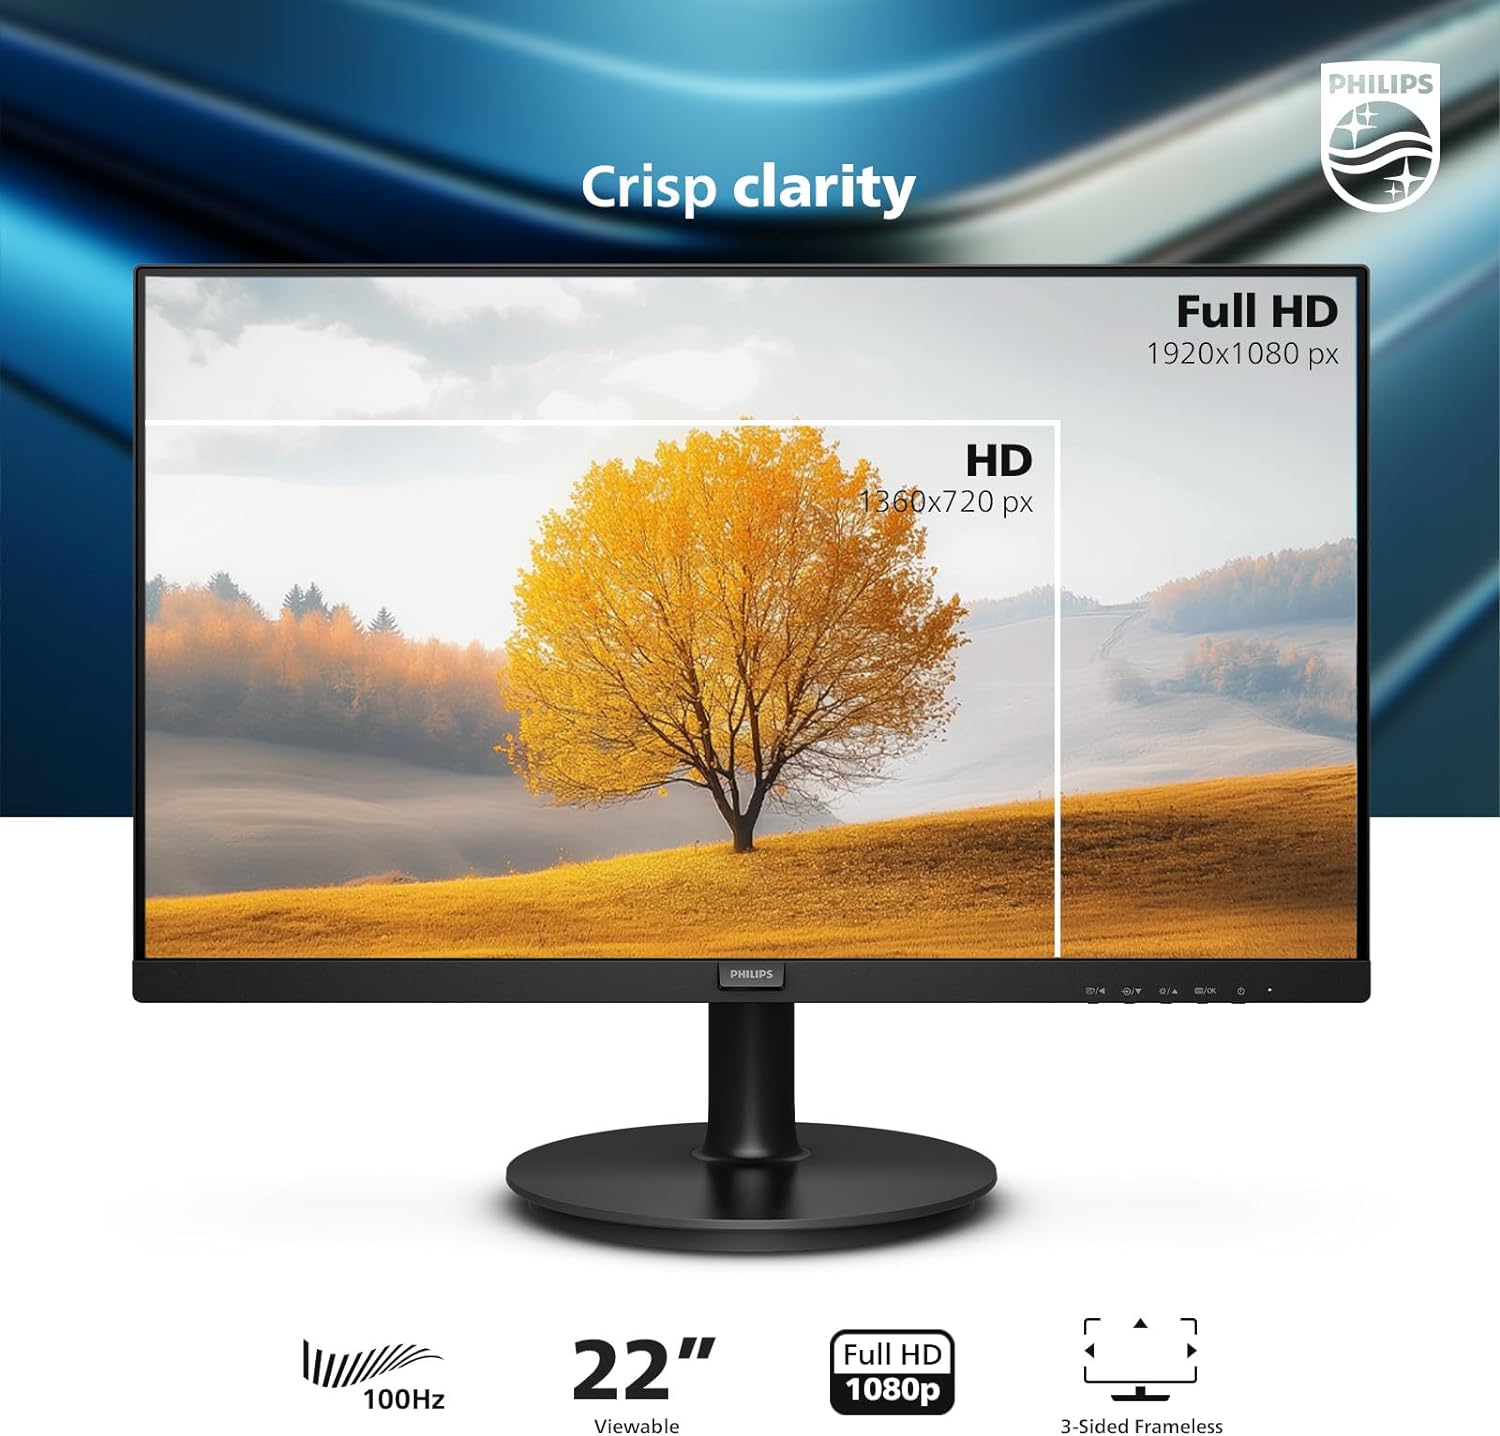 PHILIPS
Crisp clarity
Full HD
1920x1080 px
HD
1360x720 px
PHILIPS
/OK
100Hz
22”
Viewable
Full HD
1080p
3-Sided Frameless